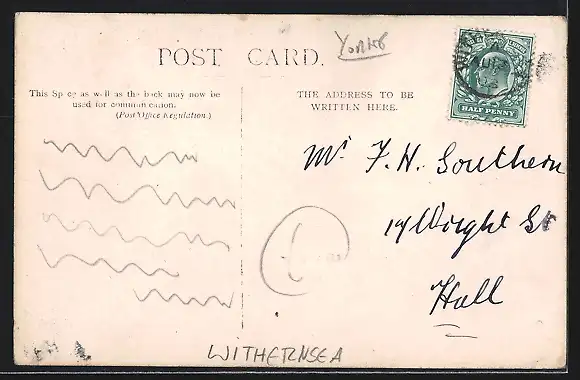 Yorks
POST CARD.
This Space as well as the back may now be
used for communication.
(Post Office Regulation.)
THE ADDRESS TO BE
WRITTEN HERE.
HALF PENNY
Mr F. H. Southern
17 Wright St
Hull
WITHERNSEA